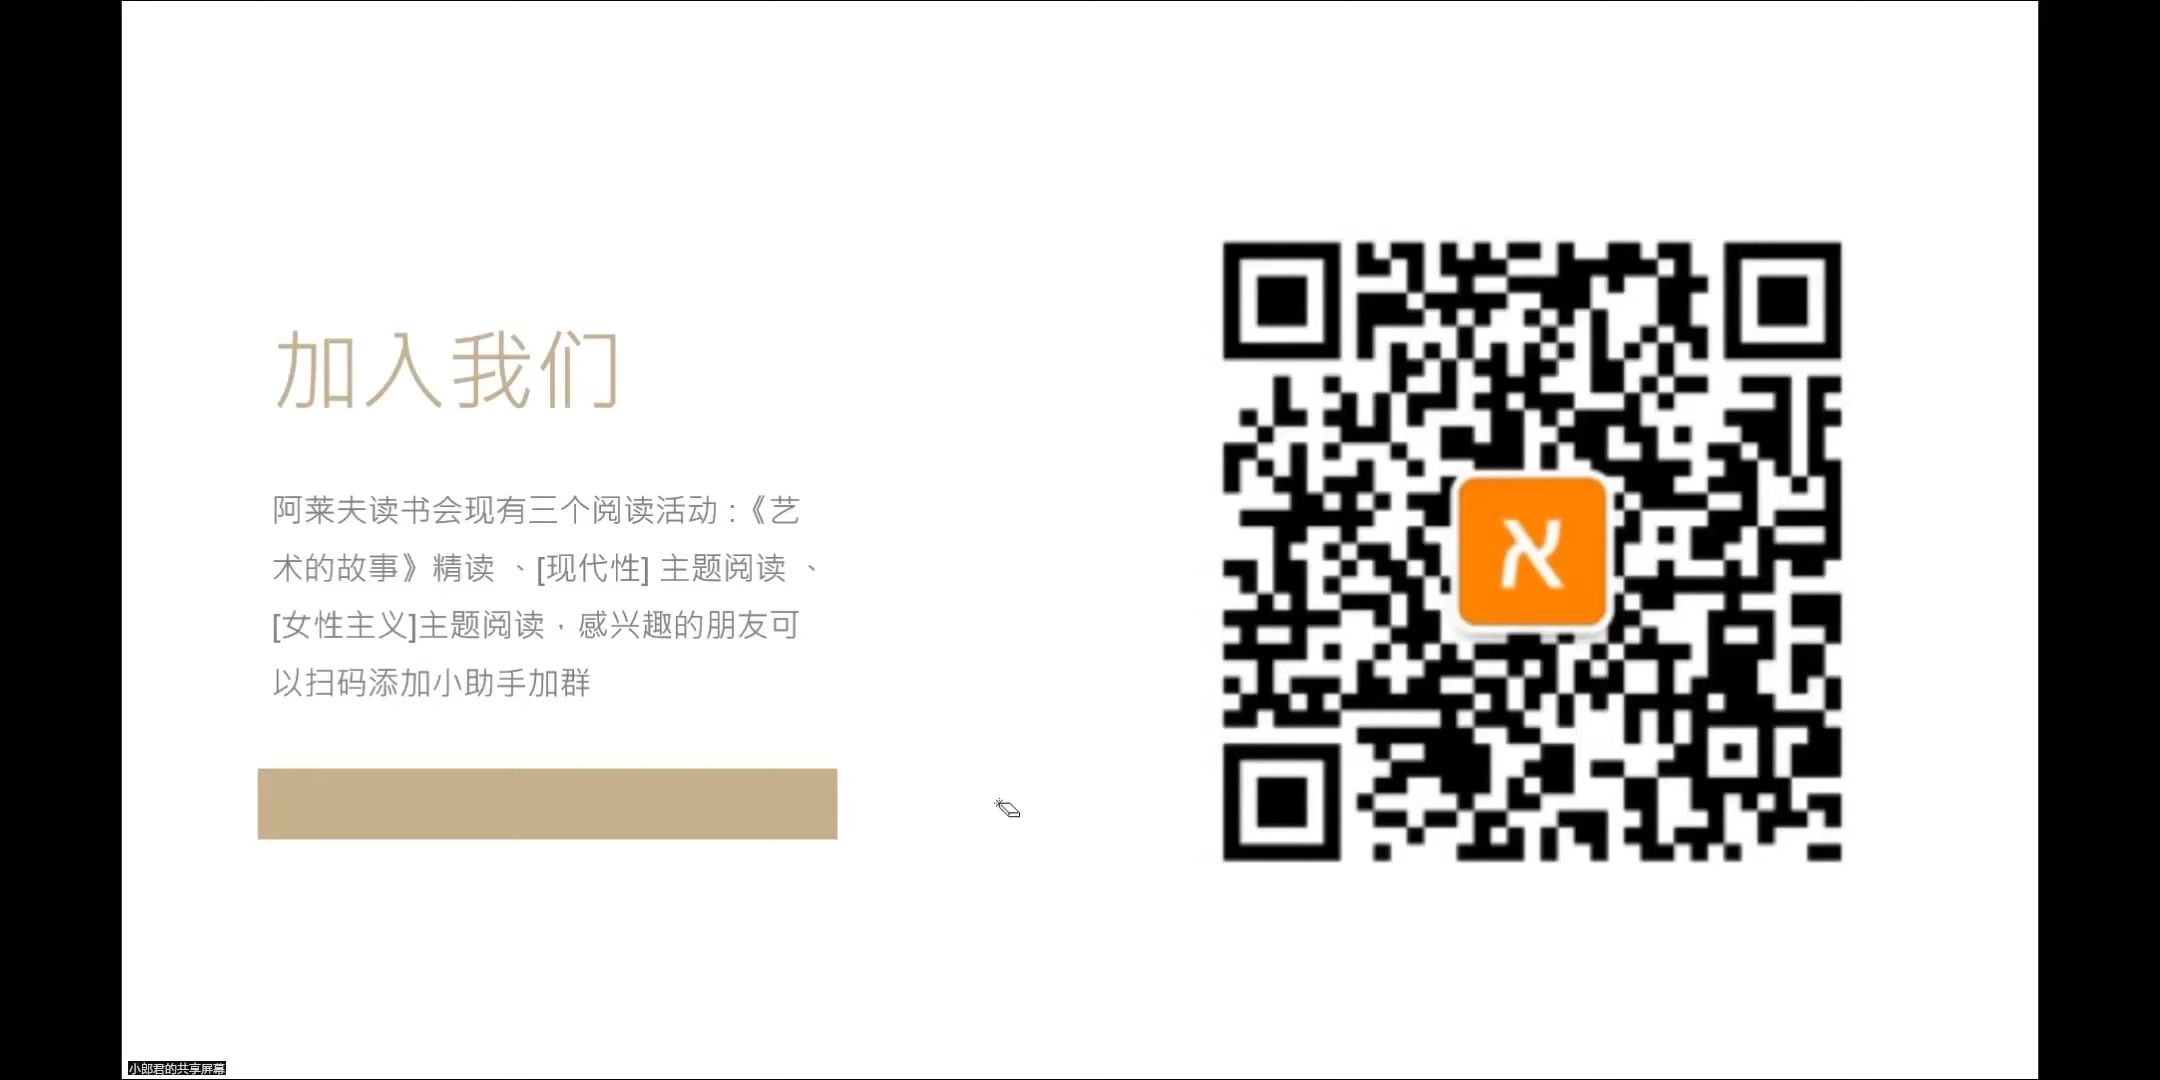 加入我们
阿莱夫读书会现有三个阅读活动 :《艺
术的故事》精读 、[现代性] 主题阅读 、
[女性主义]主题阅读，感兴趣的朋友可
以扫码添加小助手加群
א
小郎君的共享屏幕